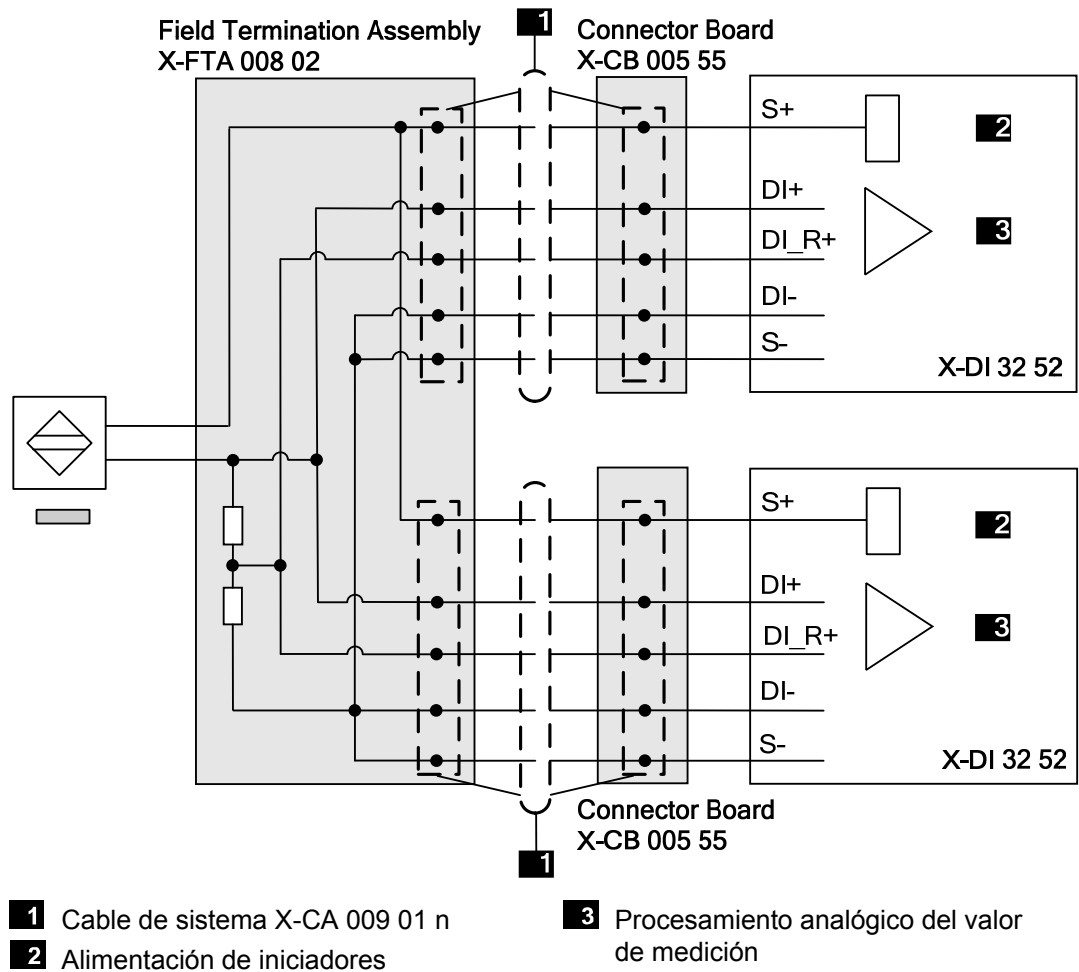 Field Termination Assembly
X-FTA 008 02
1
Connector Board
X-CB 005 55
S+
2
DI+
3
DI_R+
DI-
S-
X-DI 32 52
S+
2
DI+
3
DI_R+
DI-
S-
X-DI 32 52
Connector Board
X-CB 005 55
1
1 Cable de sistema X-CA 009 01 n
2 Alimentación de iniciadores
3 Procesamiento analógico del valor
de medición